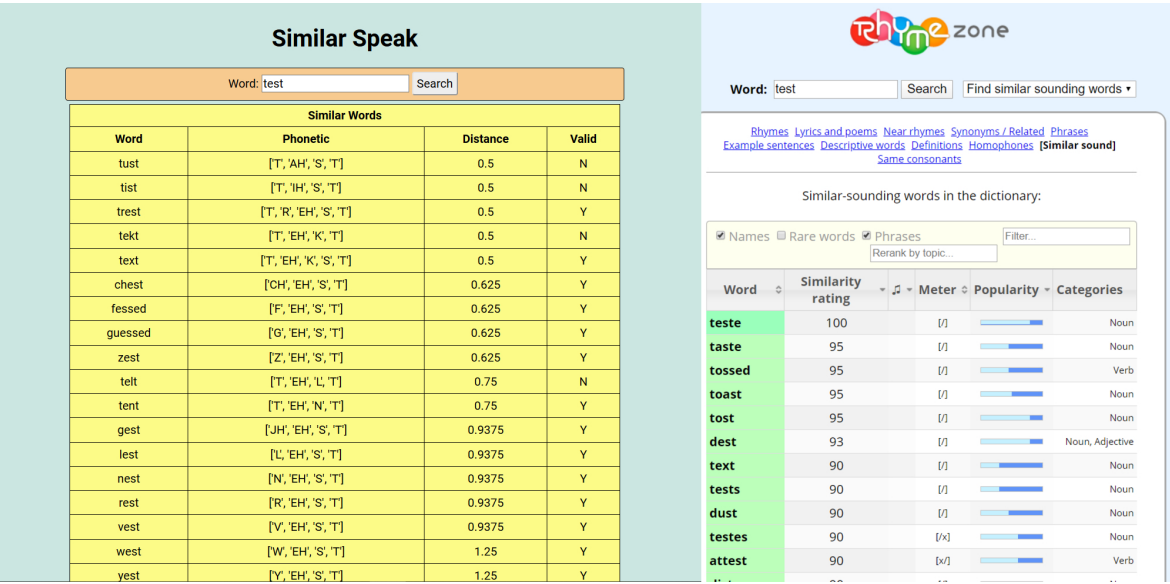 Similar Speak
Word: test Search
Similar Words
Word Phonetic Distance Valid
tust ['T', 'AH', 'S', 'T'] 0.5 N
tist ['T', 'IH', 'S', 'T'] 0.5 N
trest ['T', 'R', 'EH', 'S', 'T'] 0.5 Y
tekt ['T', 'EH', 'K', 'T'] 0.5 N
text ['T', 'EH', 'K', 'S', 'T'] 0.5 Y
chest ['CH', 'EH', 'S', 'T'] 0.625 Y
fessed ['F', 'EH', 'S', 'T'] 0.625 Y
guessed ['G', 'EH', 'S', 'T'] 0.625 Y
zest ['Z', 'EH', 'S', 'T'] 0.625 Y
telt ['T', 'EH', 'L', 'T'] 0.75 N
tent ['T', 'EH', 'N', 'T'] 0.75 Y
gest ['JH', 'EH', 'S', 'T'] 0.9375 Y
lest ['L', 'EH', 'S', 'T'] 0.9375 Y
nest ['N', 'EH', 'S', 'T'] 0.9375 Y
rest ['R', 'EH', 'S', 'T'] 0.9375 Y
vest ['V', 'EH', 'S', 'T'] 0.9375 Y
west ['W', 'EH', 'S', 'T'] 1.25 Y
yest ['Y', 'EH', 'S', 'T'] 1.25 Y
Rhyme zone
Word: test Search Find similar sounding words
Rhymes Lyrics and poems Near rhymes Synonyms / Related Phrases
Example sentences Descriptive words Definitions Homophones [Similar sound]
Same consonants
Similar-sounding words in the dictionary:
Names Rare words Phrases Filter...
Rerank by topic...
Word Similarity rating ♫ Meter Popularity Categories
teste 100 [/] Noun
taste 95 [/] Noun
tossed 95 [/] Verb
toast 95 [/] Noun
tost 95 [/] Noun
dest 93 [/] Noun, Adjective
text 90 [/] Noun
tests 90 [/] Noun
dust 90 [/] Noun
testes 90 [/x] Noun
attest 90 [x/] Verb